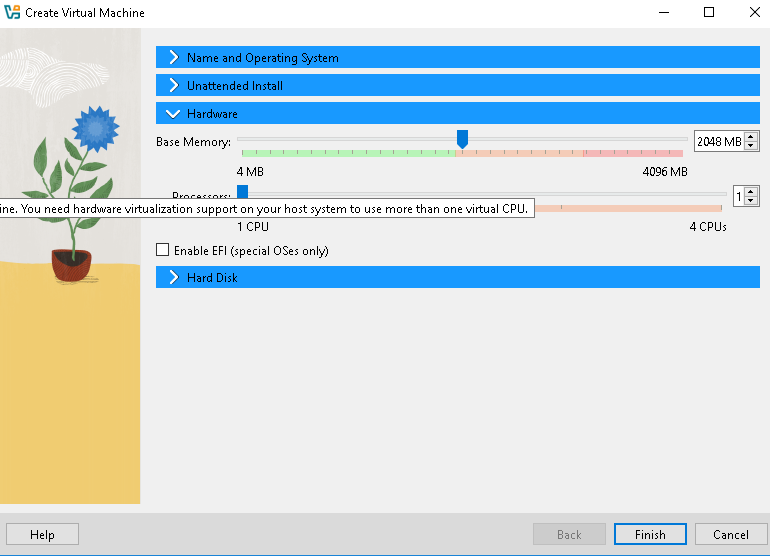 Create Virtual Machine
Name and Operating System
Unattended Install
Hardware
Base Memory:
2048 MB
4 MB
4096 MB
Processors:
1
ine. You need hardware virtualization support on your host system to use more than one virtual CPU.
1 CPU
4 CPUs
Enable EFI (special OSes only)
Hard Disk
Help
Back
Finish
Cancel